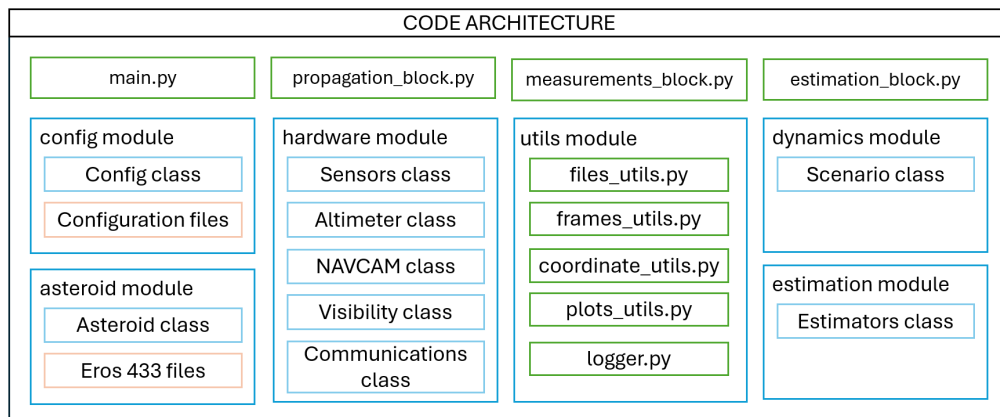 CODE ARCHITECTURE
main.py
propagation_block.py
measurements_block.py
estimation_block.py
config module
Config class
Configuration files
asteroid module
Asteroid class
Eros 433 files
hardware module
Sensors class
Altimeter class
NAVCAM class
Visibility class
Communications
class
utils module
files_utils.py
frames_utils.py
coordinate_utils.py
plots_utils.py
logger.py
dynamics module
Scenario class
estimation module
Estimators class